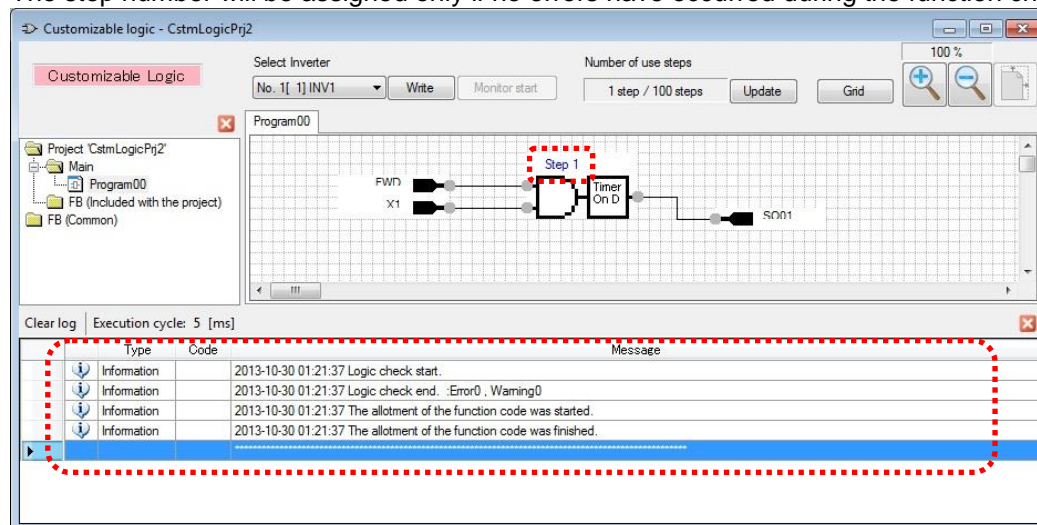 The step number will be assigned only if no errors have occurred during the function
Customizable logic - CstmLogicPrj2
100 %
Customizable Logic
Select Inverter
Number of use steps
No. 1[ 1] INV1
Write
Monitor start
1 step / 100 steps
Update
Grid
Program00
Project 'CstmLogicPrj2'
Main
Program00
FB (Included with the project)
FB (Common)
Step 1
FWD
X1
Timer
On D
SO01
Clear log
Execution cycle: 5 [ms]
Type Code Message
Information 2013-10-30 01:21:37 Logic check start.
Information 2013-10-30 01:21:37 Logic check end. :Error0 , Warning0
Information 2013-10-30 01:21:37 The allotment of the function code was started.
Information 2013-10-30 01:21:37 The allotment of the function code was finished.